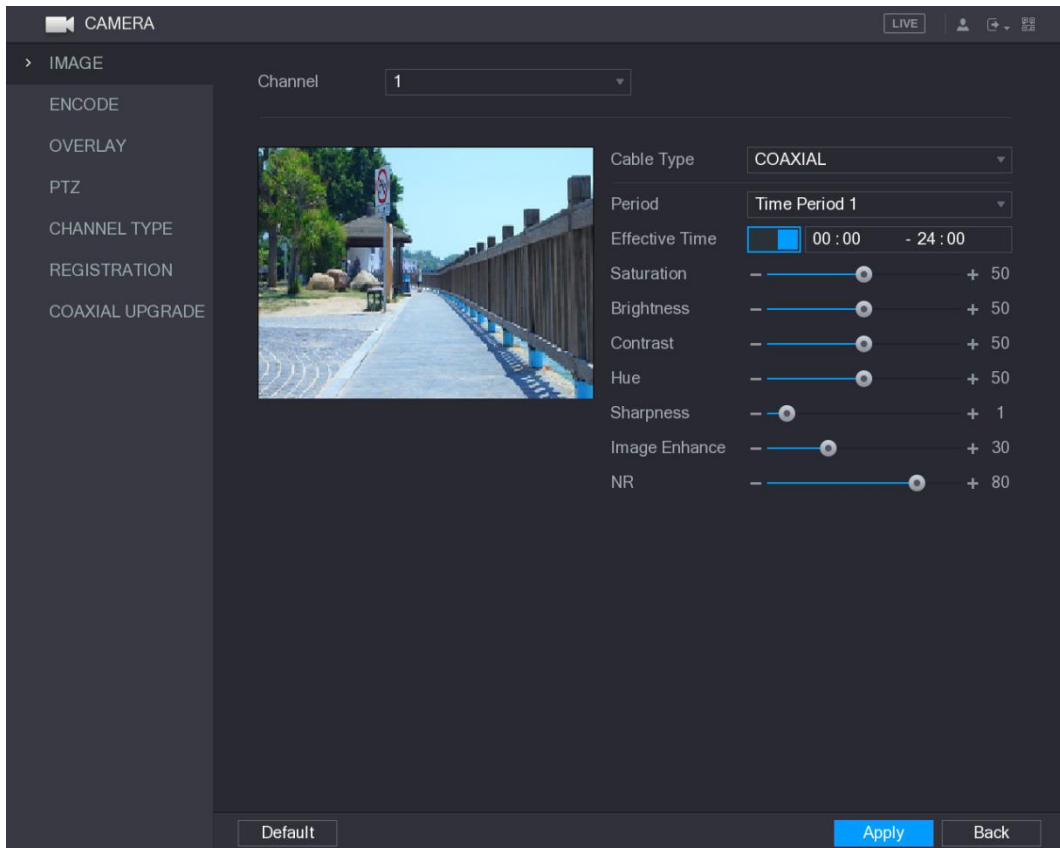 CAMERA
LIVE
IMAGE
ENCODE
OVERLAY
PTZ
CHANNEL TYPE
REGISTRATION
COAXIAL UPGRADE
Channel 1
Cable Type COAXIAL
Period Time Period 1
Effective Time 00 : 00 - 24 : 00
Saturation - + 50
Brightness - + 50
Contrast - + 50
Hue - + 50
Sharpness - + 1
Image Enhance - + 30
NR - + 80
Default
Apply
Back